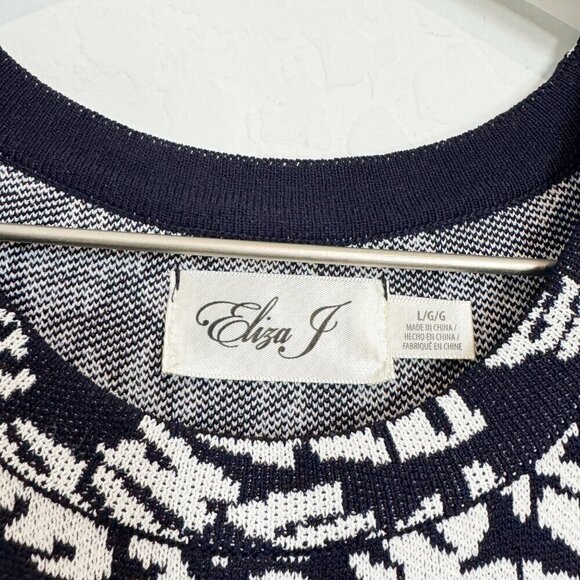 Eliza J
L/G/G
MADE IN CHINA /
HECHO EN CHINA /
FABRIQUÉ EN CHINE